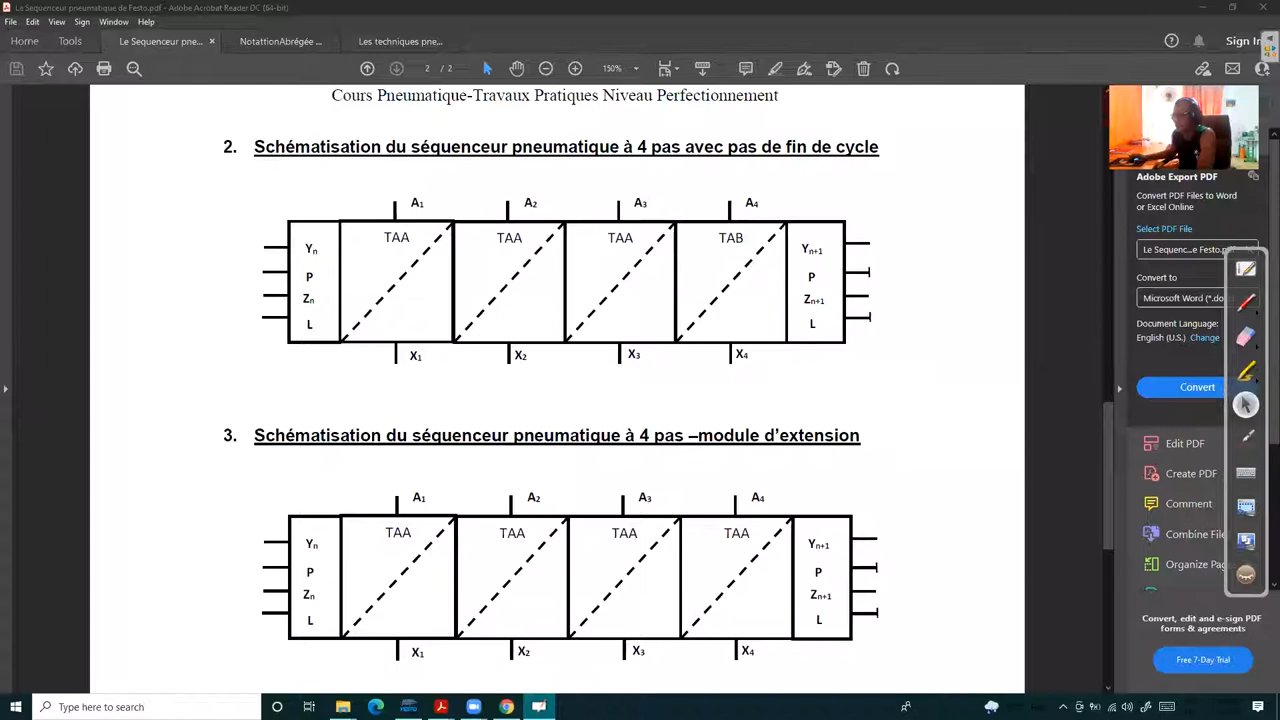 Le Sequenceur pneumatique de Festo.pdf - Adobe Acrobat Reader DC (64-bit)
File Edit View Sign Window Help
Home Tools Le Sequenceur pne... × NotattionAbrégée ... Les techniques pne... Sign In
2 / 2 150%
Cours Pneumatique-Travaux Pratiques Niveau Perfectionnement
2. Schématisation du séquenceur pneumatique à 4 pas avec pas de fin de cycle
A1 A2 A3 A4
TAA TAA TAA TAB
Yn Yn+1
P P
Zn Zn+1
L L
X1 X2 X3 X4
3. Schématisation du séquenceur pneumatique à 4 pas –module d’extension
A1 A2 A3 A4
TAA TAA TAA TAA
Yn Yn+1
P P
Zn Zn+1
L L
X1 X2 X3 X4
Adobe Export PDF
Convert PDF Files to Word
or Excel Online
Select PDF File
Le Sequenc...e Festo.pdf
Convert to
Microsoft Word (*.do
Document Language:
English (U.S.) Change
Convert
Edit PDF
Create PDF
Comment
Combine File
Organize Pag
Convert, edit and e-sign PDF
forms & agreements
Free 7-Day Trial
Type here to search